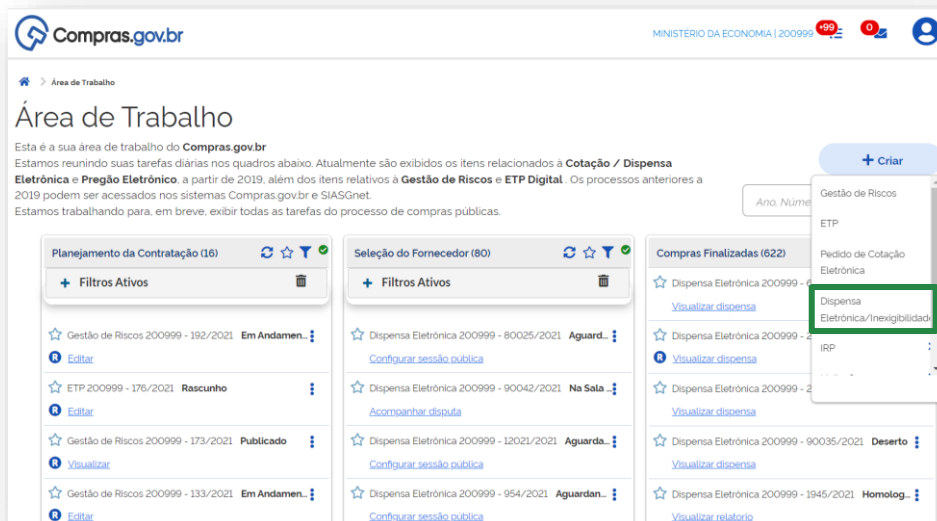 Compras.gov.br
MINISTÉRIO DA ECONOMIA | 200999
+99
0
Área de Trabalho
Área de Trabalho
Esta é a sua área de trabalho do Compras.gov.br
Estamos reunindo suas tarefas diárias nos quadros abaixo. Atualmente são exibidos os itens relacionados à Cotação / Dispensa
Eletrônica e Pregão Eletrônico, a partir de 2019, além dos itens relativos à Gestão de Riscos e ETP Digital . Os processos anteriores a
2019 podem ser acessados nos sistemas Compras.gov.br e SIASGnet.
Estamos trabalhando para, em breve, exibir todas as tarefas do processo de compras públicas.
+ Criar
Ano, Núme
Gestão de Riscos
ETP
Pedido de Cotação
Eletrônica
Dispensa
Eletrônica/Inexigibilidade
IRP
Planejamento da Contratação (16)
+ Filtros Ativos
Gestão de Riscos 200999 - 192/2021 Em Andamen...
R Editar
ETP 200999 - 176/2021 Rascunho
R Editar
Gestão de Riscos 200999 - 173/2021 Publicado
R Visualizar
Gestão de Riscos 200999 - 133/2021 Em Andamen...
R Editar
Seleção do Fornecedor (80)
+ Filtros Ativos
Dispensa Eletrônica 200999 - 80025/2021 Aguard...
Configurar sessão pública
Dispensa Eletrônica 200999 - 90042/2021 Na Sala ...
Acompanhar disputa
Dispensa Eletrônica 200999 - 12021/2021 Aguarda...
Configurar sessão pública
Dispensa Eletrônica 200999 - 954/2021 Aguardan...
Configurar sessão pública
Compras Finalizadas (622)
Dispensa Eletrônica 200999 - 6
Visualizar dispensa
Dispensa Eletrônica 200999 - 2
R Visualizar dispensa
Dispensa Eletrônica 200999 - 2
Visualizar dispensa
Dispensa Eletrônica 200999 - 90035/2021 Deserto
Visualizar dispensa
Dispensa Eletrônica 200999 - 1945/2021 Homolog...
Visualizar relatorio